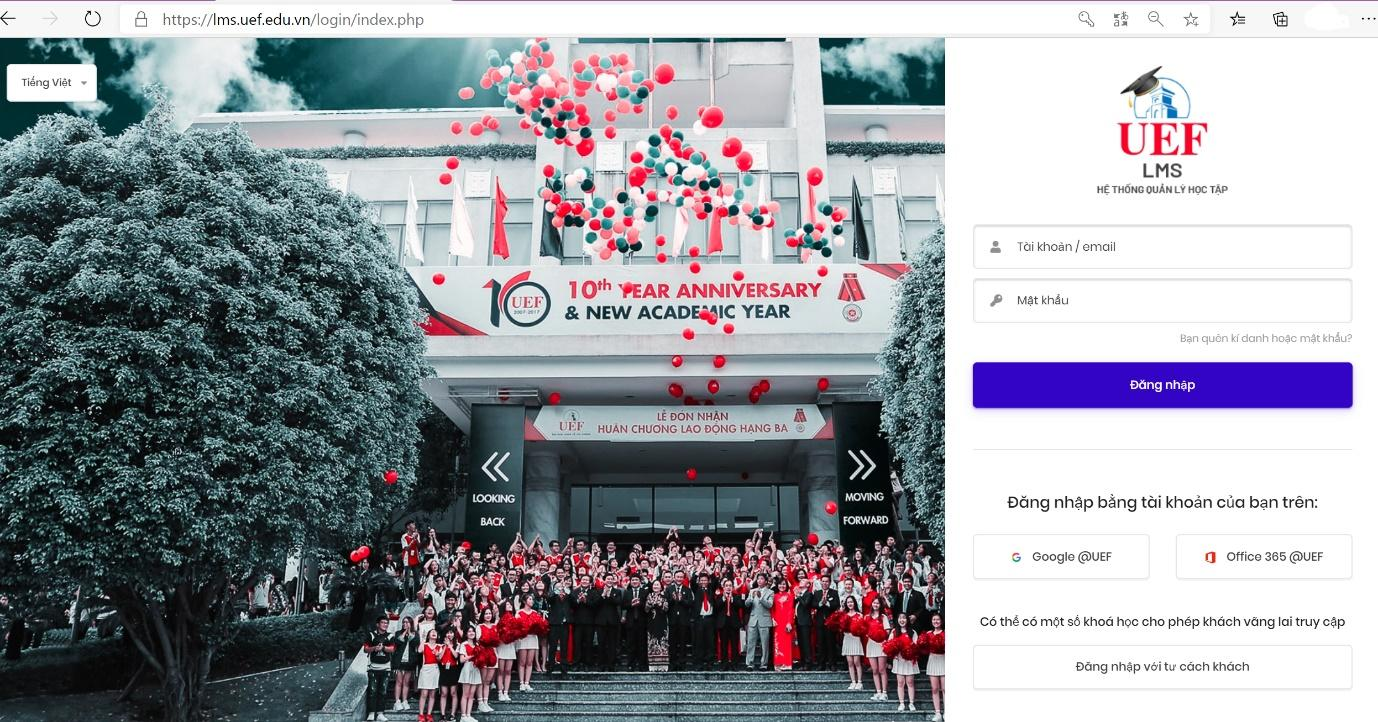 https://lms.uef.edu.vn/login/index.php
Tiếng Việt
UEF
LMS
HỆ THỐNG QUẢN LÝ HỌC TẬP
Tài khoản / email
Mật khẩu
Bạn quên kí danh hoặc mật khẩu?
Đăng nhập
Đăng nhập bằng tài khoản của bạn trên:
Google @UEF
Office 365 @UEF
Có thể có một số khoá học cho phép khách vãng lai truy cập
Đăng nhập với tư cách khách
10 UEF
2007-2017
10th YEAR ANNIVERSARY
& NEW ACADEMIC YEAR
UEF
LỄ ĐÓN NHẬN
HUÂN CHƯƠNG LAO ĐỘNG HẠNG BA
LOOKING
BACK
MOVING
FORWARD